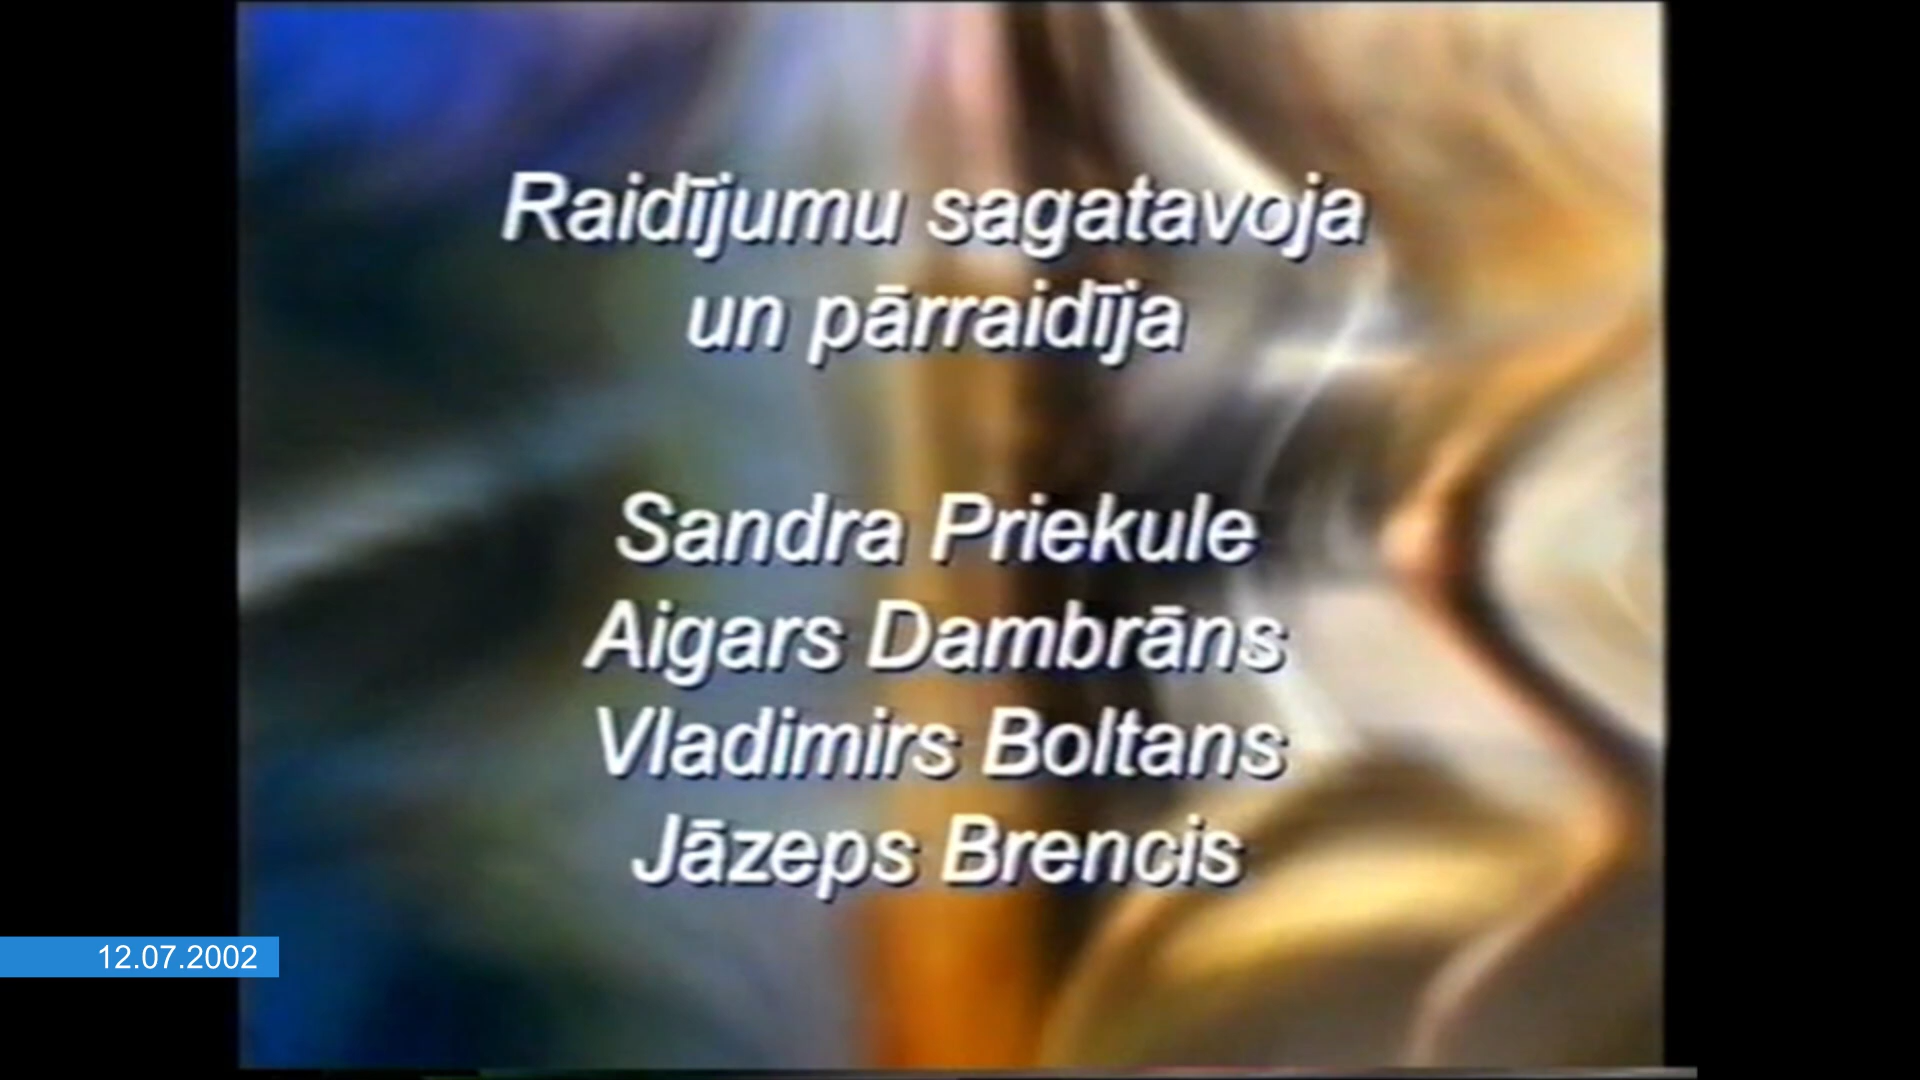 Raidījumu sagatavoja
un pārraidīja
Sandra Priekule
Aigars Dambrāns
Vladimirs Boltans
Jāzeps Brencis
12.07.2002